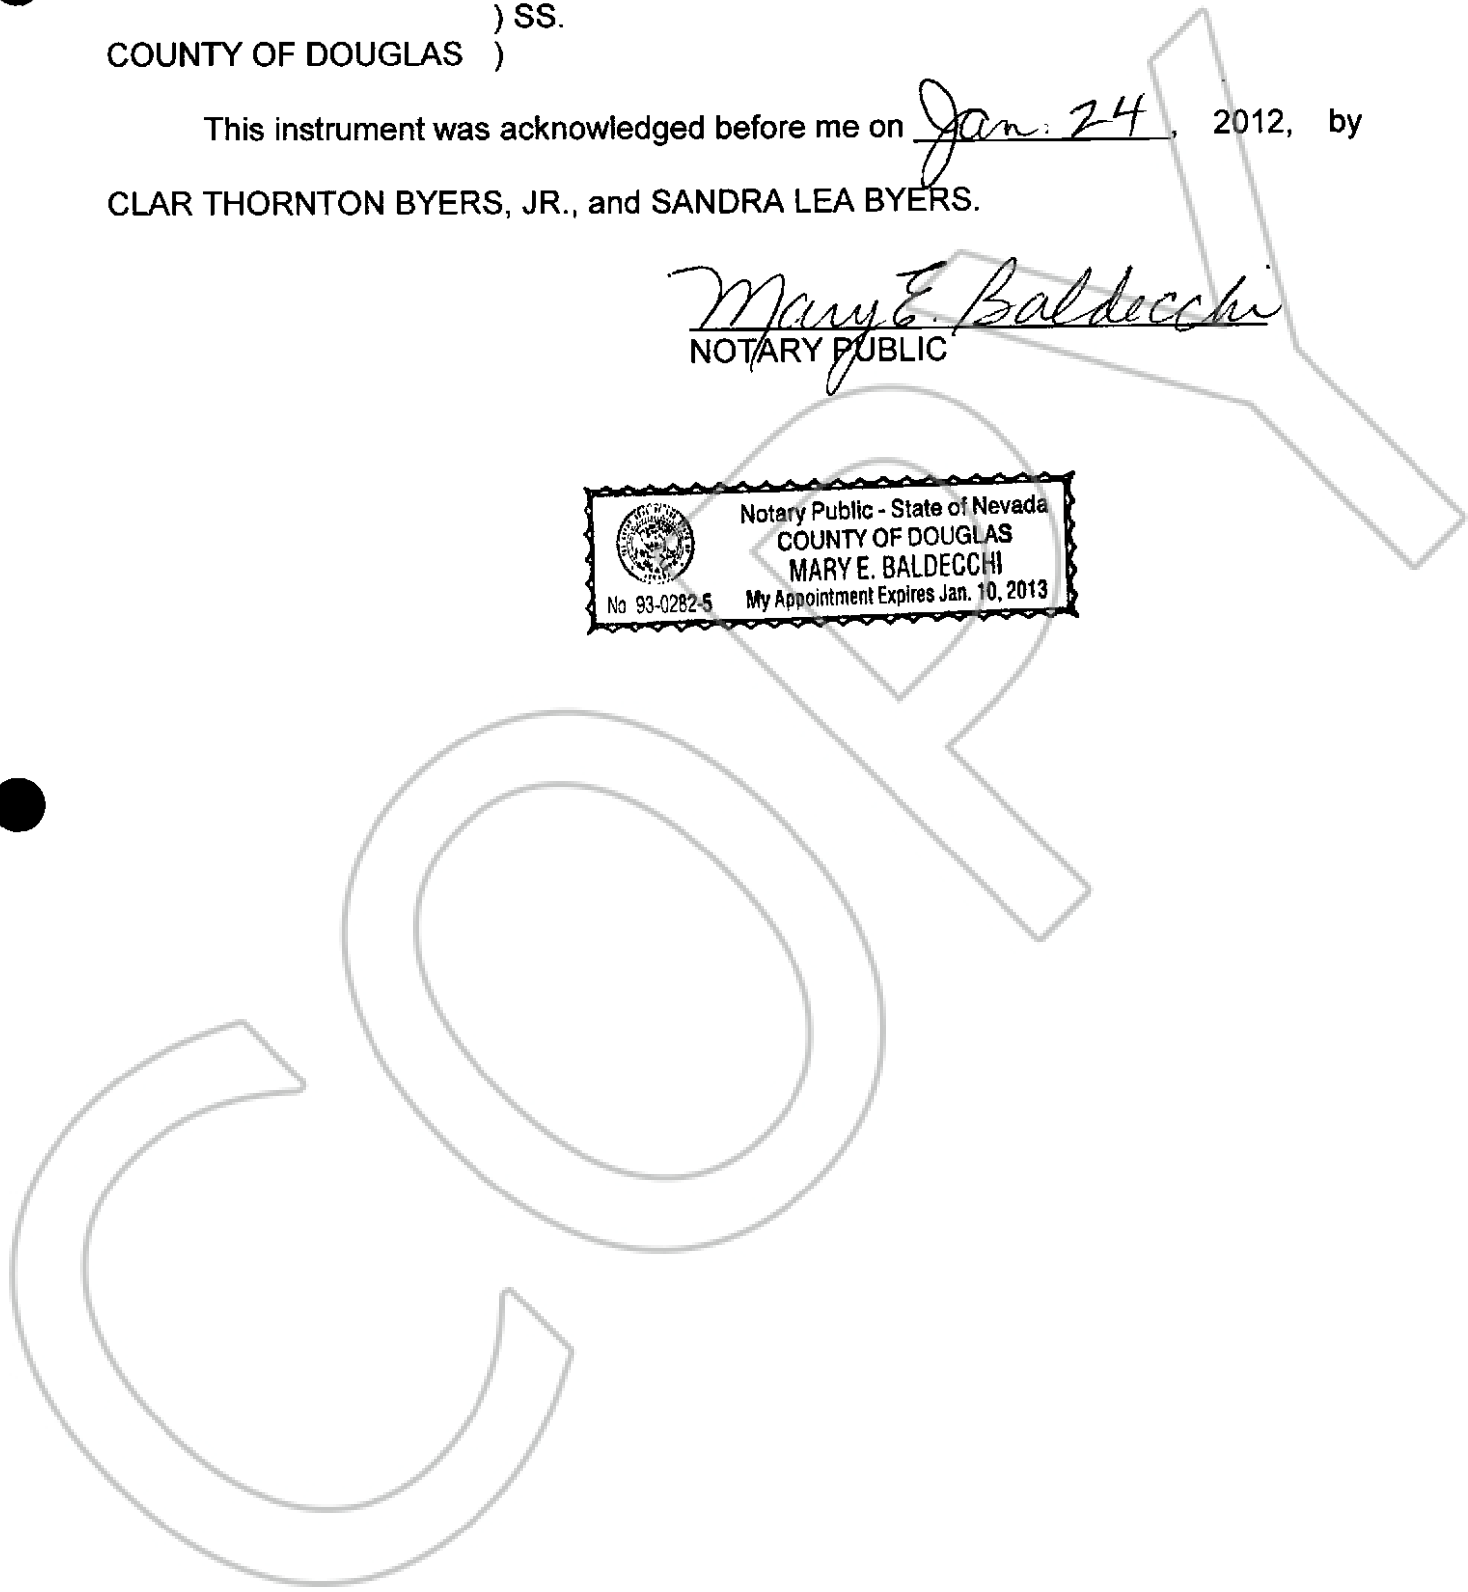 ) SS.
COUNTY OF DOUGLAS )
This instrument was acknowledged before me on Jan. 24, 2012, by
CLAR THORNTON BYERS, JR., and SANDRA LEA BYERS.
Mary E. Baldecchi
NOTARY PUBLIC
Notary Public - State of Nevada
COUNTY OF DOUGLAS
MARY E. BALDECCHI
No 93-0282-5 My Appointment Expires Jan. 10, 2013
COPY